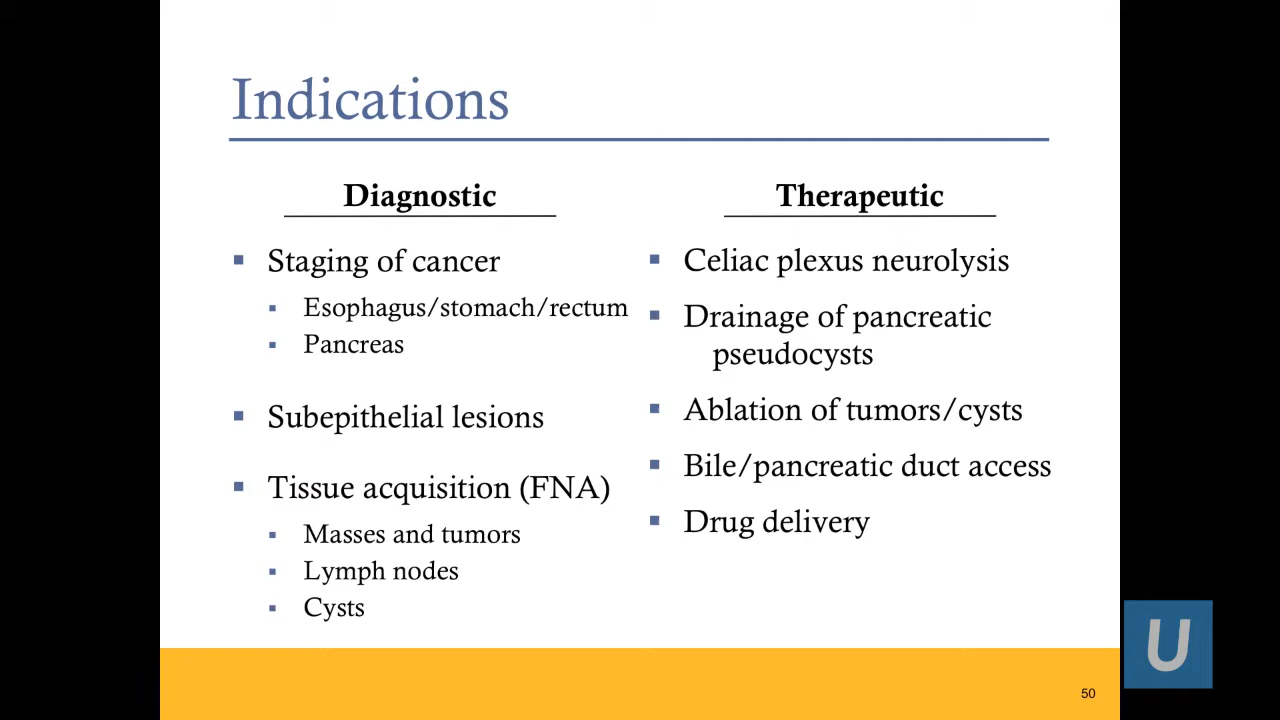 Indications
Diagnostic
Staging of cancer
Esophagus/stomach/rectum
Pancreas
Subepithelial lesions
Tissue acquisition (FNA)
Masses and tumors
Lymph nodes
Cysts
Therapeutic
Celiac plexus neurolysis
Drainage of pancreatic
pseudocysts
Ablation of tumors/cysts
Bile/pancreatic duct access
Drug delivery
50
U